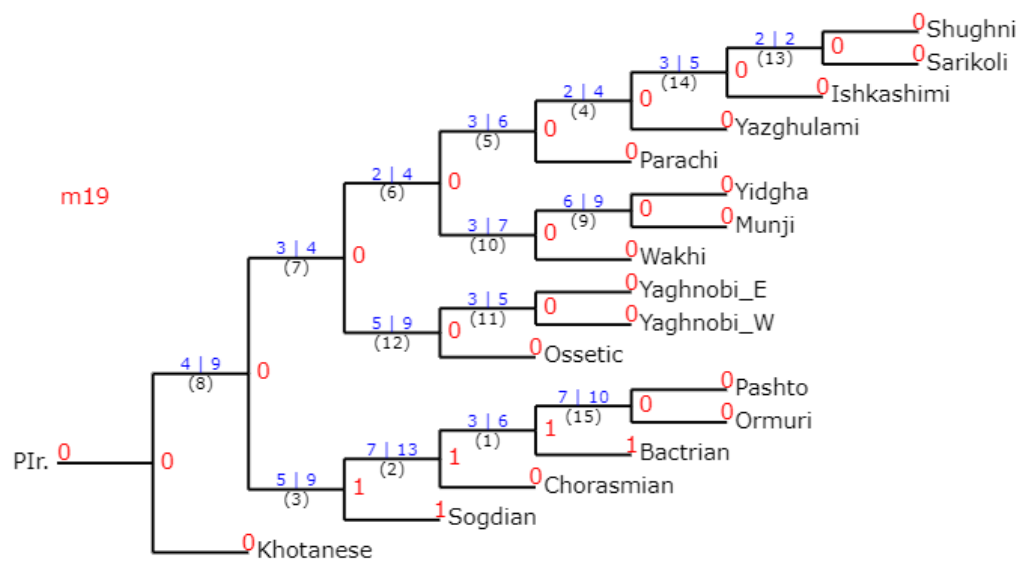 0 Shughni
2 | 2
(13)
0
0 Sarikoli
3 | 5
(14)
0
0 Ishkashimi
2 | 4
(4)
0
0 Yazghulami
3 | 6
(5)
0
0 Parachi
2 | 4
(6)
0
m19
0 Yidgha
6 | 9
(9)
0
0 Munji
3 | 7
(10)
0
0 Wakhi
3 | 4
(7)
0
0 Yaghnobi_E
3 | 5
(11)
0
0 Yaghnobi_W
5 | 9
(12)
0
0 Ossetic
4 | 9
(8)
0
0 Pashto
7 | 10
(15)
0
0 Ormuri
3 | 6
(1)
1
1 Bactrian
7 | 13
(2)
1
0 Chorasmian
5 | 9
(3)
1
1 Sogdian
PIr. 0
0
0 Khotanese